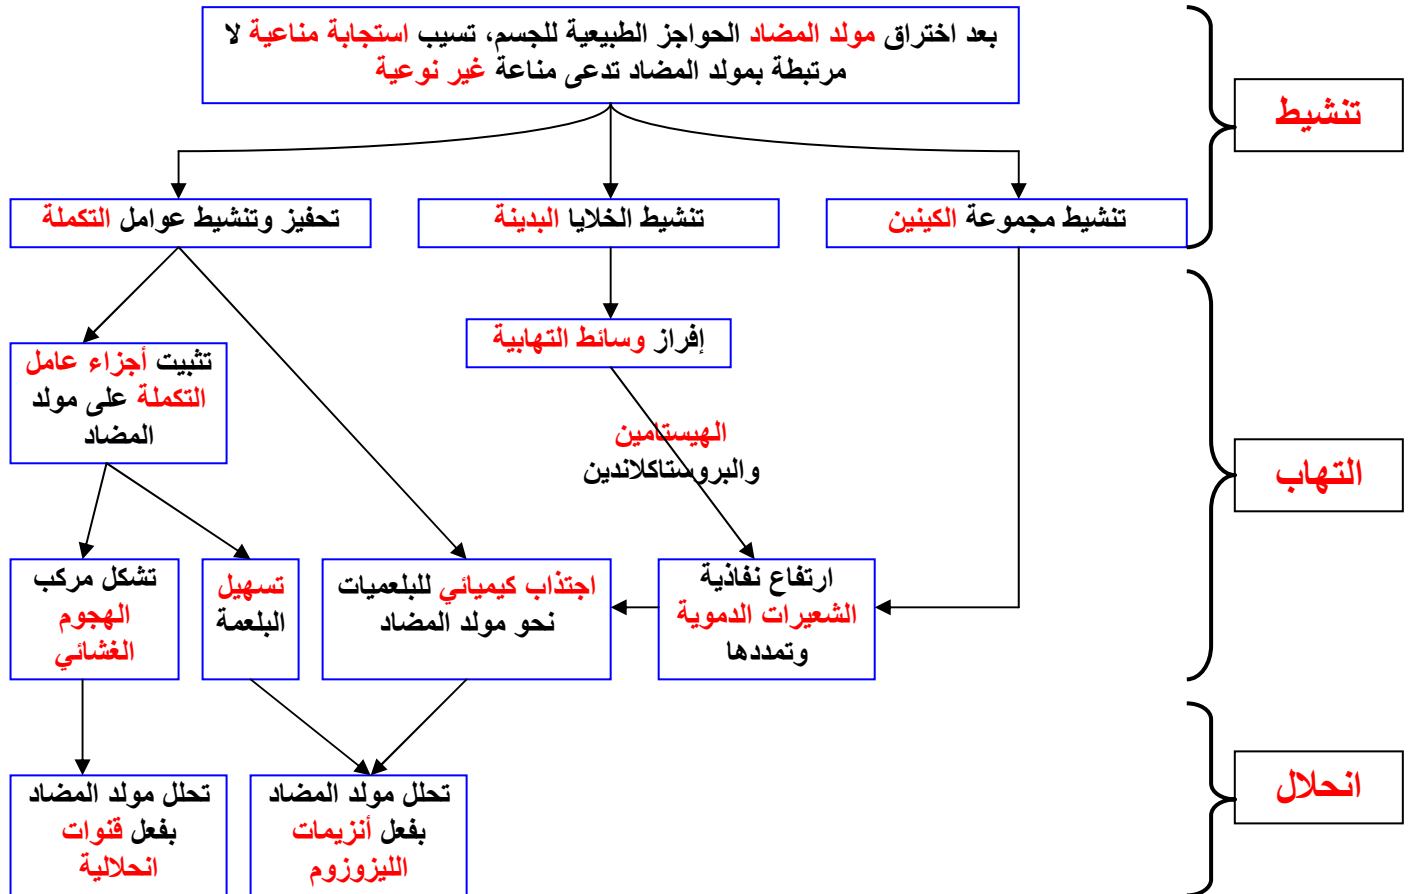 بعد اختراق مولد المضاد الحواجز الطبيعية للجسم، تسبب استجابة مناعية لا
مرتبطة بمولد المضاد تدعى مناعة غير نوعية
تنشيط
تنشيط مجموعة الكينين
تنشيط الخلايا البدينة
تحفيز وتنشيط عوامل التكملة
إفراز وسائط التهابية
تثبيت أجزاء عامل
التكملة على مولد
المضاد
الهيستامين
والبروستاكلاندين
التهاب
ارتفاع نفاذية
الشعيرات الدموية
وتمددها
اجتذاب كيميائي للبلعميات
نحو مولد المضاد
تسهيل
البلعمة
تشكل مركب
الهجوم
الغشائي
انحلال
تحلل مولد المضاد
بفعل أنزيمات
الليزوزوم
تحلل مولد المضاد
بفعل قنوات
انحلالية